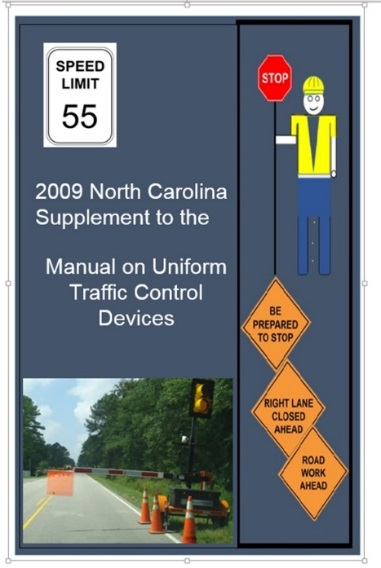 SPEED
LIMIT
55
2009 North Carolina
Supplement to the
Manual on Uniform
Traffic Control
Devices
STOP
BE
PREPARED
TO STOP
RIGHT LANE
CLOSED
AHEAD
ROAD
WORK
AHEAD